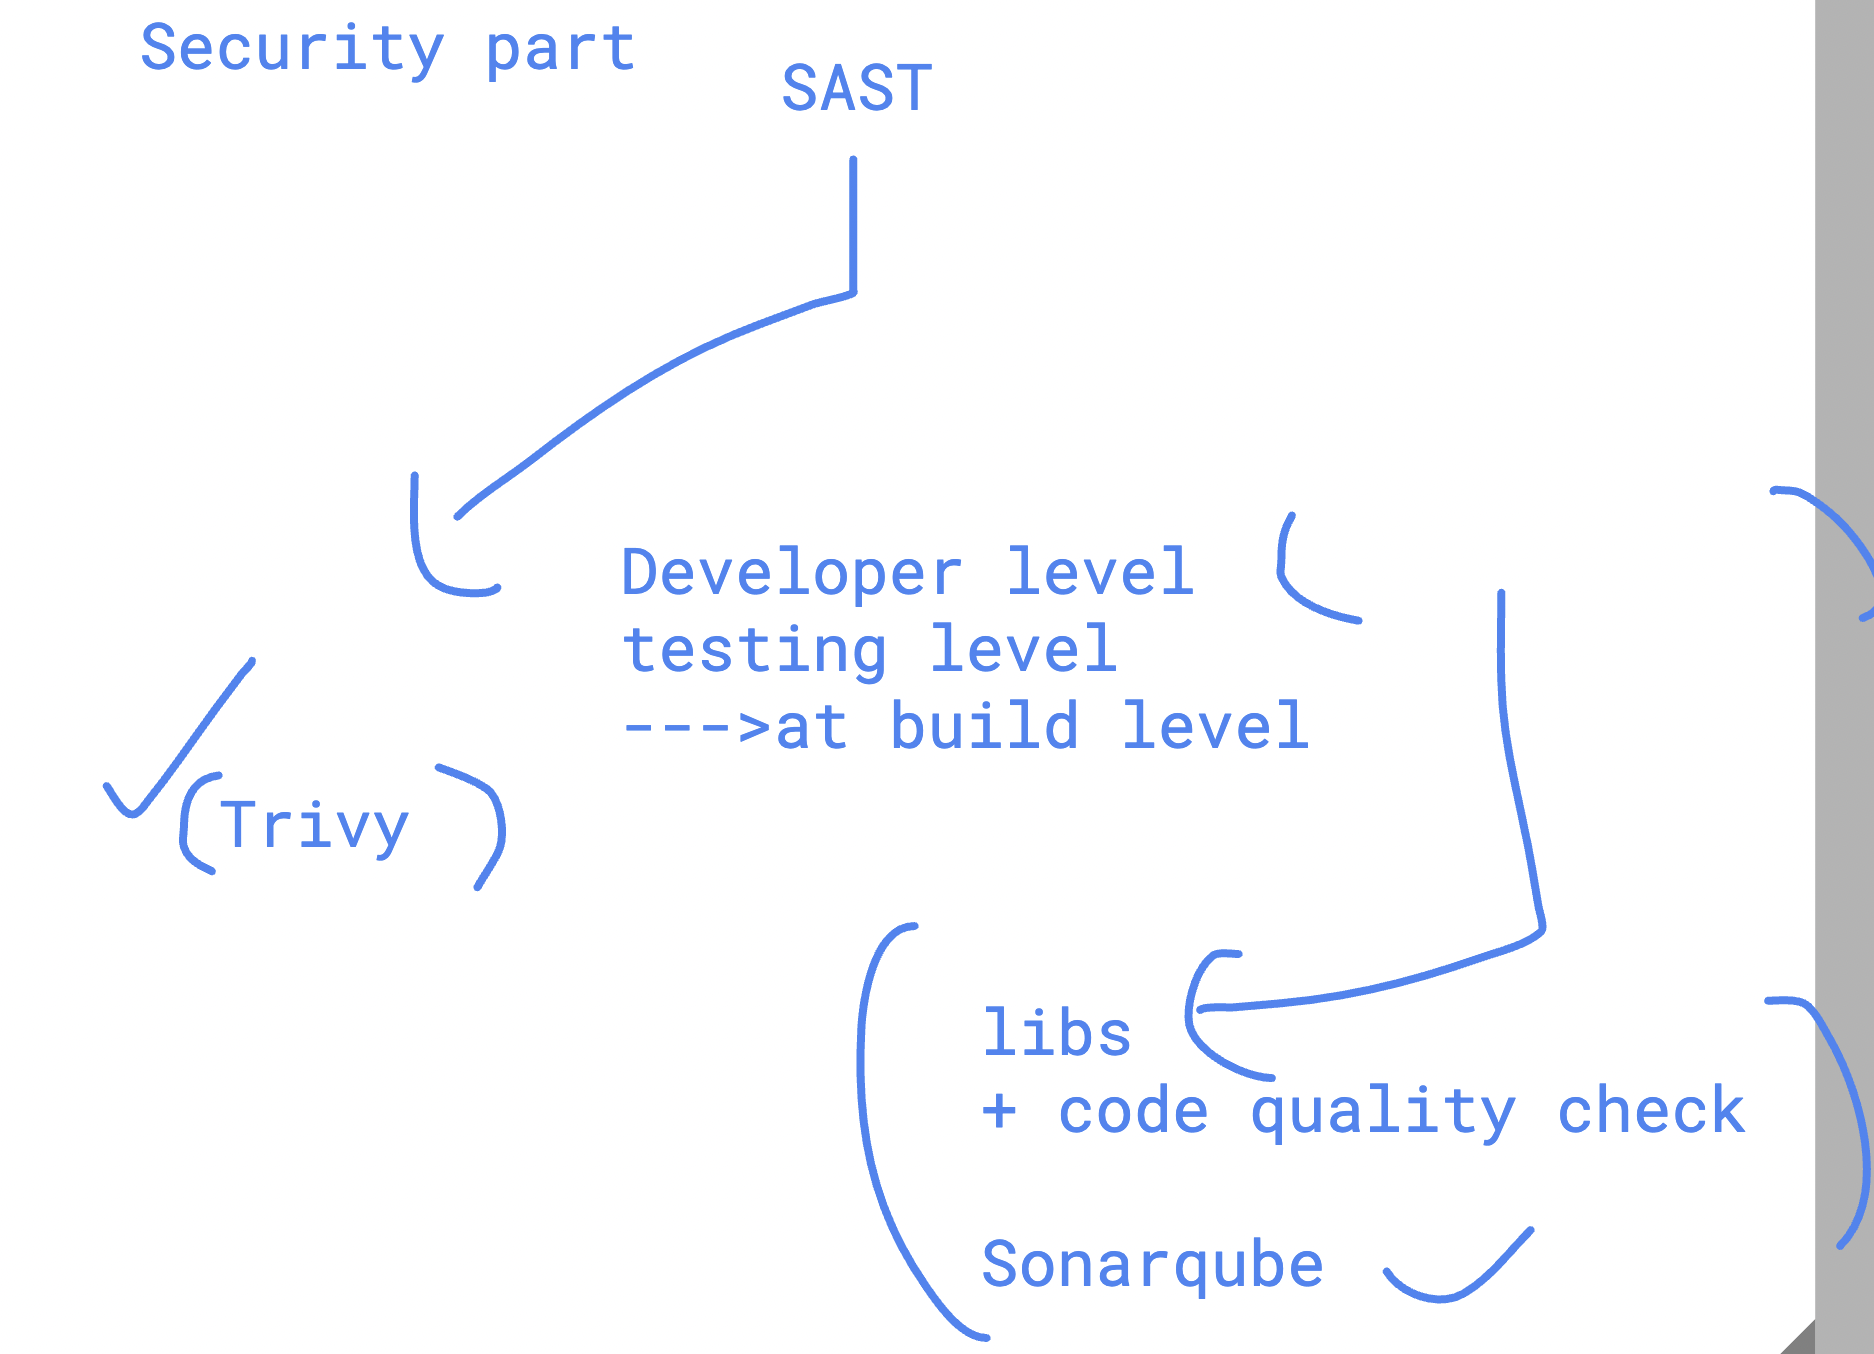 Security part
SAST
Developer level
testing level
--->at build level
Trivy
libs
+ code quality check
Sonarqube